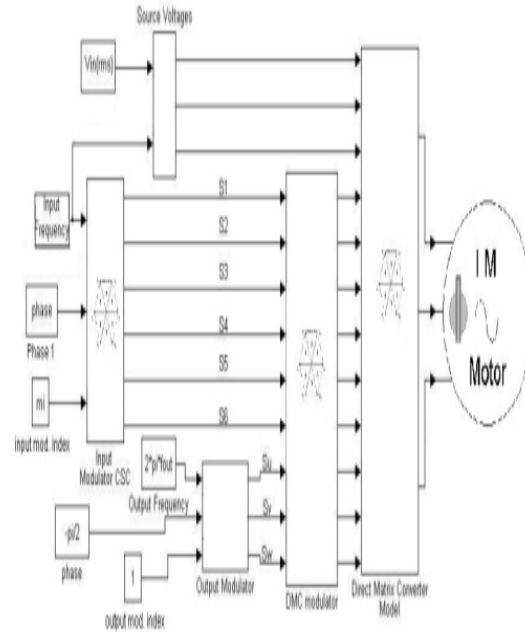 Source Voltages
Vin(rms)
Input
Frequency
phase
Phase 1
mi
input mod. index
Input
Modulator CSC
S1
S2
S3
S4
S5
S6
2*pi*fout
Output Frequency
-pi/2
phase
1
output mod. index
Output Modulator
Su
Sv
Sw
DMC modulator
Direct Matrix Converter
Model
I M
Motor